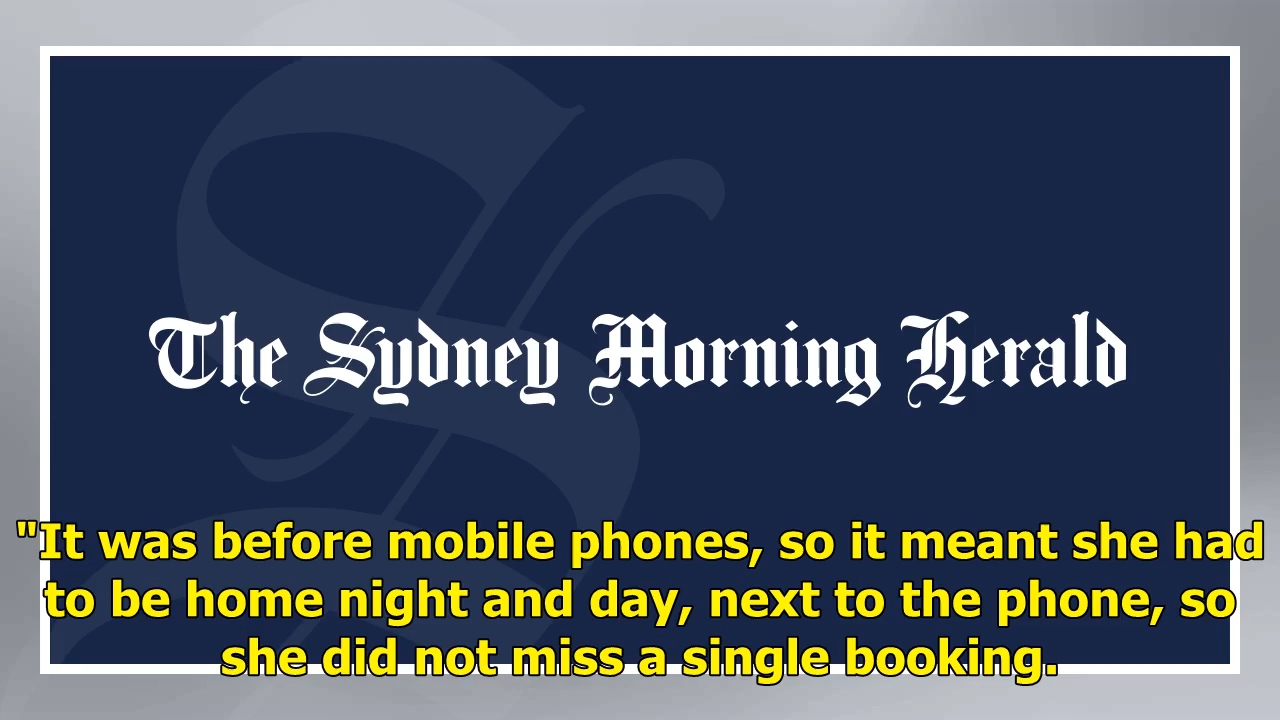 The Sydney Morning Herald
"It was before mobile phones, so it meant she had
to be home night and day, next to the phone, so
she did not miss a single booking.